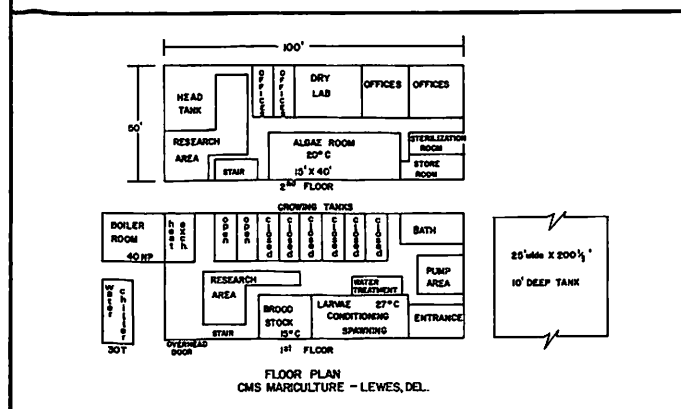 100'
50'
HEAD
TANK
OFFICE
OFFICE
DRY
LAB
OFFICES
OFFICES
RESEARCH
AREA
STAIR
ALGAE ROOM
20°C
15' X 40'
STERILIZATION
ROOM
STORE
ROOM
2nd FLOOR
GROWING TANKS
BOILER
ROOM
40 HP
heat
exch
open
open
closed
closed
closed
closed
closed
closed
BATH
PUMP
AREA
water
chiller
30T
RESEARCH
AREA
WATER
TREATMENT
BROOD
STOCK
15°C
LARVAE 27°C
CONDITIONING
SPAWNING
ENTRANCE
STAIR
OVERHEAD
DOOR
1st FLOOR
25' wide X 200'
10' DEEP TANK
FLOOR PLAN
CMS MARICULTURE - LEWES, DEL.